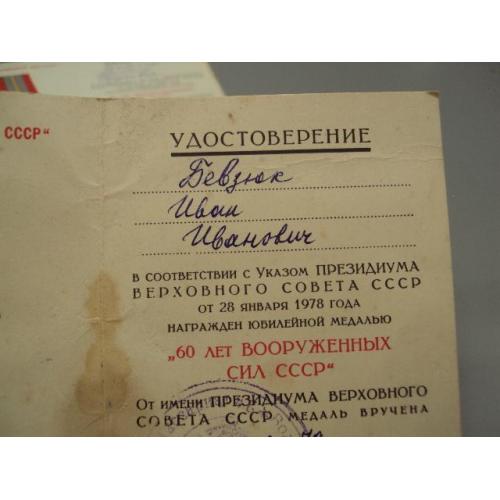 СССР"
УДОСТОВЕРЕНИЕ
Бевзюк
Иван
Иванович
В СООТВЕТСТВИИ С УКАЗОМ ПРЕЗИДИУМА
ВЕРХОВНОГО СОВЕТА СССР
ОТ 28 ЯНВАРЯ 1978 ГОДА
НАГРАЖДЕН ЮБИЛЕЙНОЙ МЕДАЛЬЮ
„60 ЛЕТ ВООРУЖЕННЫХ
СИЛ СССР"
ОТ ИМЕНИ ПРЕЗИДИУМА ВЕРХОВНОГО
СОВЕТА СССР МЕДАЛЬ ВРУЧЕНА